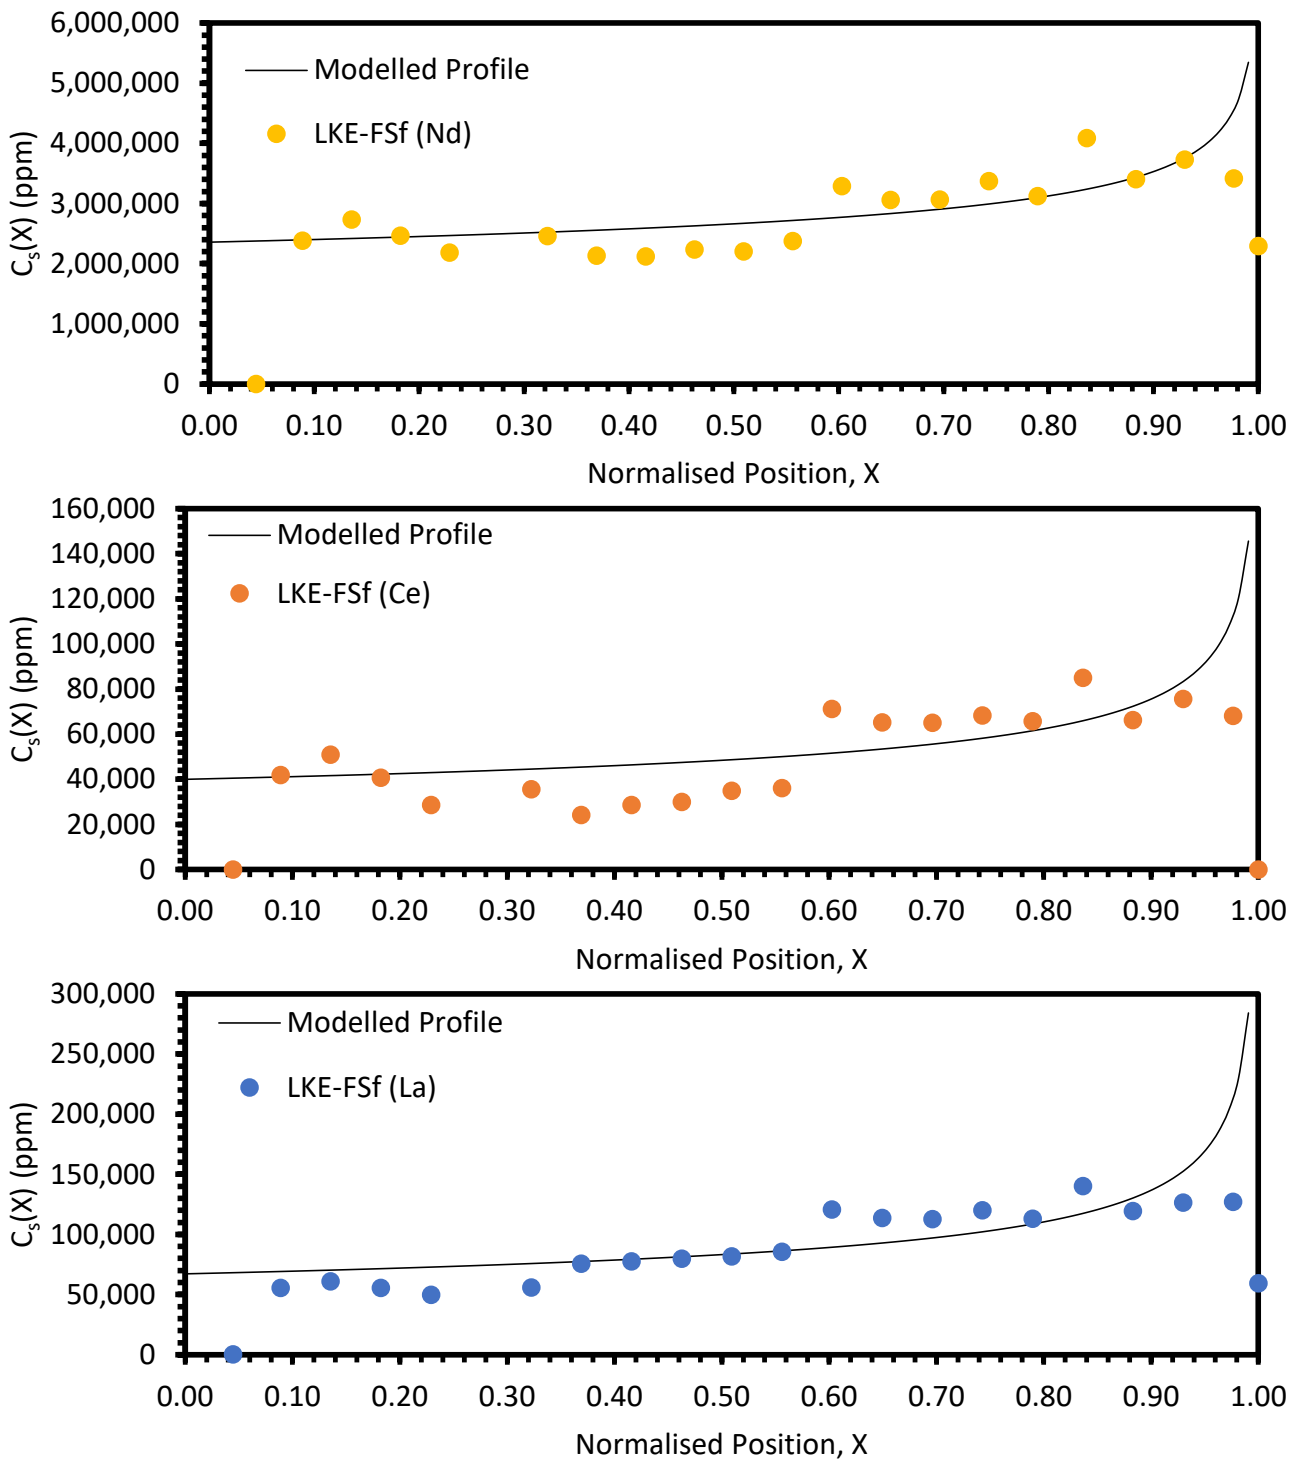 6,000,000
5,000,000
4,000,000
3,000,000
2,000,000
1,000,000
0
C_s(X) (ppm)
Modelled Profile
LKE-FSf (Nd)
0.00 0.10 0.20 0.30 0.40 0.50 0.60 0.70 0.80 0.90 1.00
Normalised Position, X
160,000
140,000
120,000
100,000
80,000
60,000
40,000
20,000
0
C_s(X) (ppm)
Modelled Profile
LKE-FSf (Ce)
0.00 0.10 0.20 0.30 0.40 0.50 0.60 0.70 0.80 0.90 1.00
Normalised Position, X
300,000
250,000
200,000
150,000
100,000
50,000
0
C_s(X) (ppm)
Modelled Profile
LKE-FSf (La)
0.00 0.10 0.20 0.30 0.40 0.50 0.60 0.70 0.80 0.90 1.00
Normalised Position, X